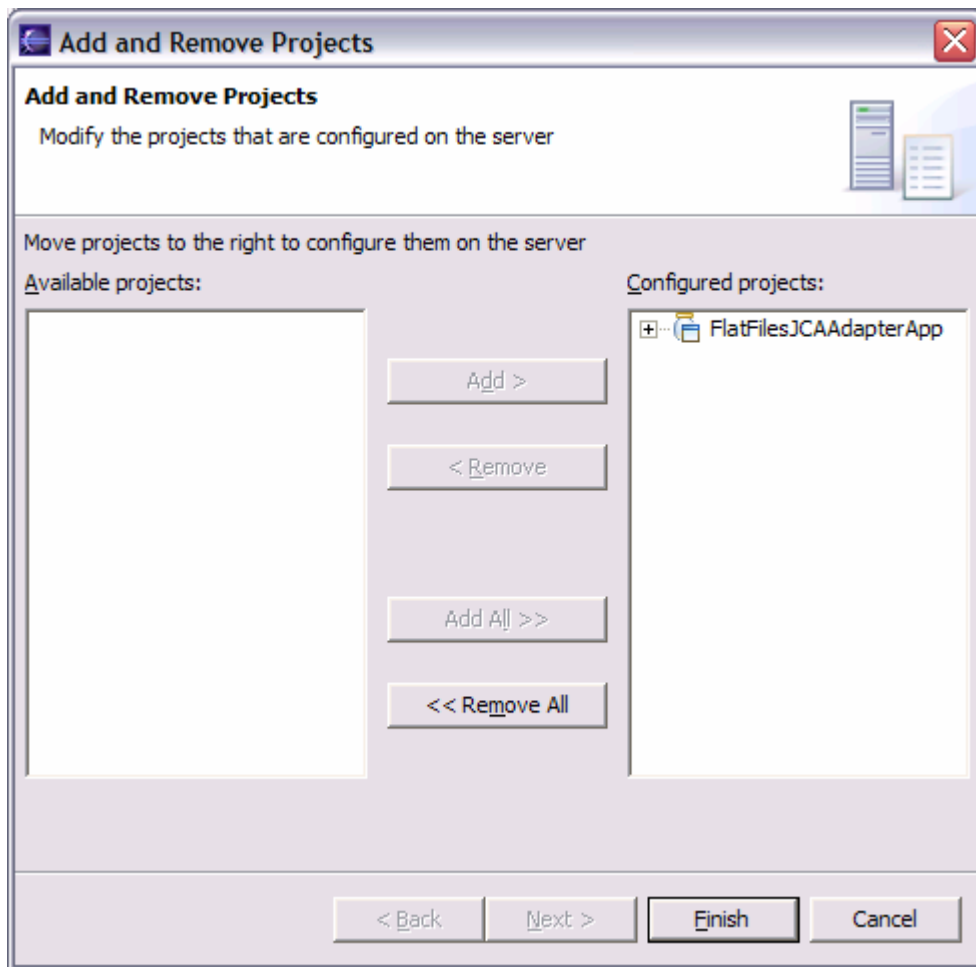 Add and Remove Projects
Add and Remove Projects
Modify the projects that are configured on the server
Move projects to the right to configure them on the server
Available projects:
Configured projects:
FlatFilesJCAAdapterApp
Add >
< Remove
Add All >>
<< Remove All
< Back
Next >
Finish
Cancel